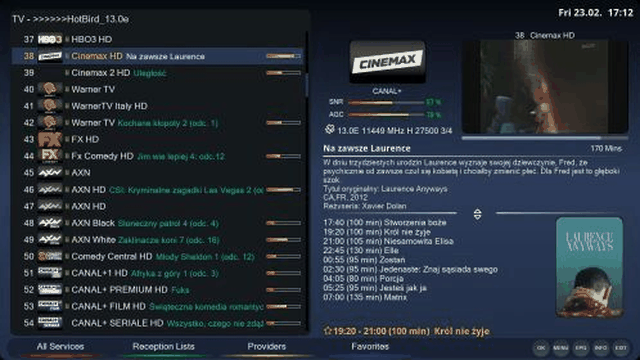 TV - >>>>>>HotBird_13.0e
Fri 23.02. 17:12
37 HBO3 HD
38 Cinemax HD Na zawsze Laurence
39 Cinemax 2 HD Uległość
40 Warner TV
41 WarnerTV Italy HD
42 Warner TV Kochane kłopoty 2 (odc. 1)
43 FX HD
44 Fx Comedy HD Jim wie lepiej 4: odc.12
45 AXN
46 AXN HD CSI: Kryminalne zagadki Las Vegas 2 (o
47 AXN HD
48 AXN Black Słoneczny patrol 4 (odc. 4)
49 AXN White Zaklinacze koni 7 (odc. 16)
50 Comedy Central HD Młody Sheldon 1 (odc. 12)
51 CANAL+1 HD Afryka z góry 1 (odc. 3)
52 CANAL+ PREMIUM HD Fuks
53 CANAL+ FILM HD Świąteczna komedia romantyc
54 CANAL+ SERIALE HD Wszystko, czego nie zdąż
38 Cinemax HD
CINEMAX
CANAL+
SNR
AGC
13.0E 11449 MHz H 27500 3/4
Na zawsze Laurence 170 Mins
W dniu trzydziestych urodzin Laurence wyznaje swojej dziewczynie, Fred, że
psychicznie od zawsze czuł się kobietą i chciałby zmienić płeć. Dla Fred jest to głęboki
szok
Tytuł oryginalny: Laurence Anyways
CA,FR, 2012
Reżyseria: Xavier Dolan
17:40 (100 min) Stworzenia boże
19:20 (100 min) Król nie żyje
21:00 (105 min) Niesamowita Elisa
22:45 (130 min) Elle
00:55 (95 min) Zostań
02:30 (95 min) Jedenaste: Znaj sąsiada swego
04:05 (80 min) Porcja
05:25 (95 min) Jesteś jak ja
07:00 (135 min) Matrix
LAURENCE
ANYWAYS
19:20 - 21:00 (100 min) Król nie żyje
All Services Reception Lists Providers Favorites
OK MENU EPG INFO EXIT